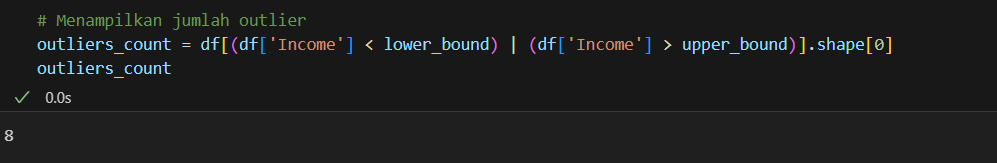 # Menampilkan jumlah outlier
outliers_count = df[(df['Income'] < lower_bound) | (df['Income'] > upper_bound)].shape[0]
outliers_count
0.0s
8